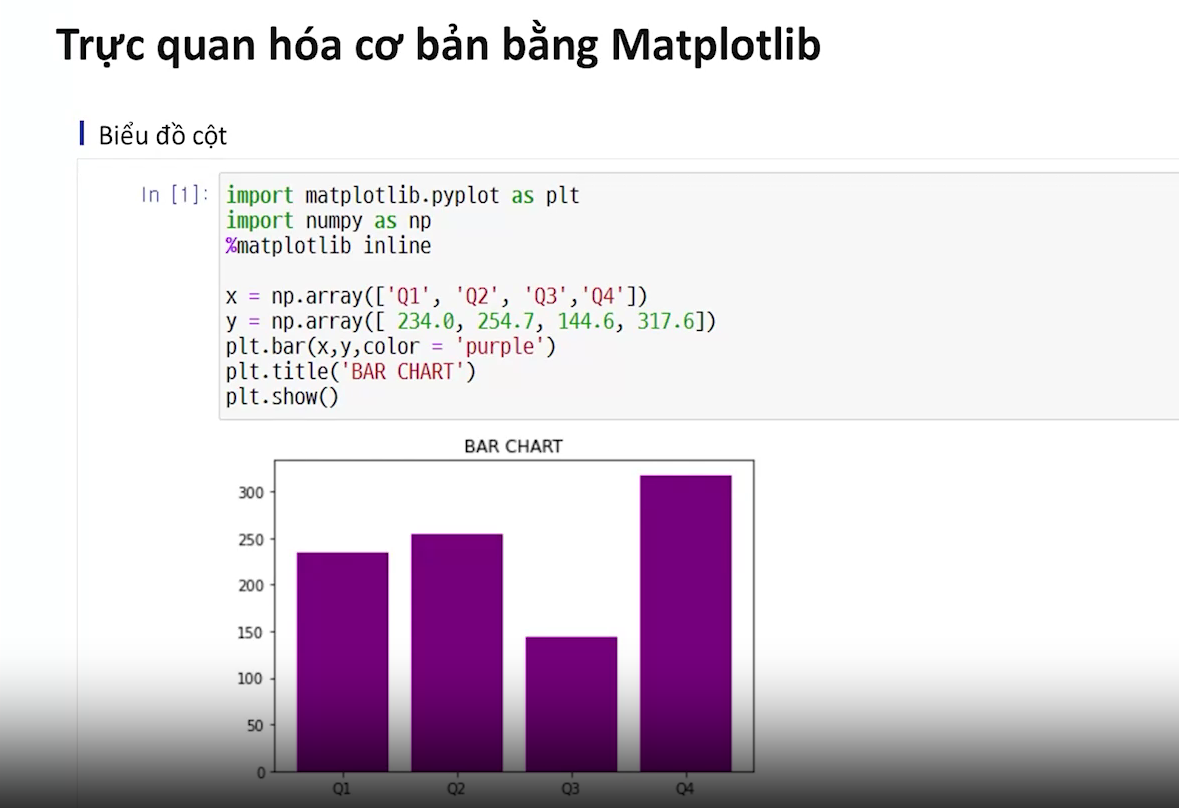 Trực quan hóa cơ bản bằng Matplotlib
Biểu đồ cột
In [1]:
import matplotlib.pyplot as plt
import numpy as np
%matplotlib inline
x = np.array(['Q1', 'Q2', 'Q3','Q4'])
y = np.array([ 234.0, 254.7, 144.6, 317.6])
plt.bar(x,y,color = 'purple')
plt.title('BAR CHART')
plt.show()
BAR CHART
300
250
200
150
100
50
0
Q1 Q2 Q3 Q4